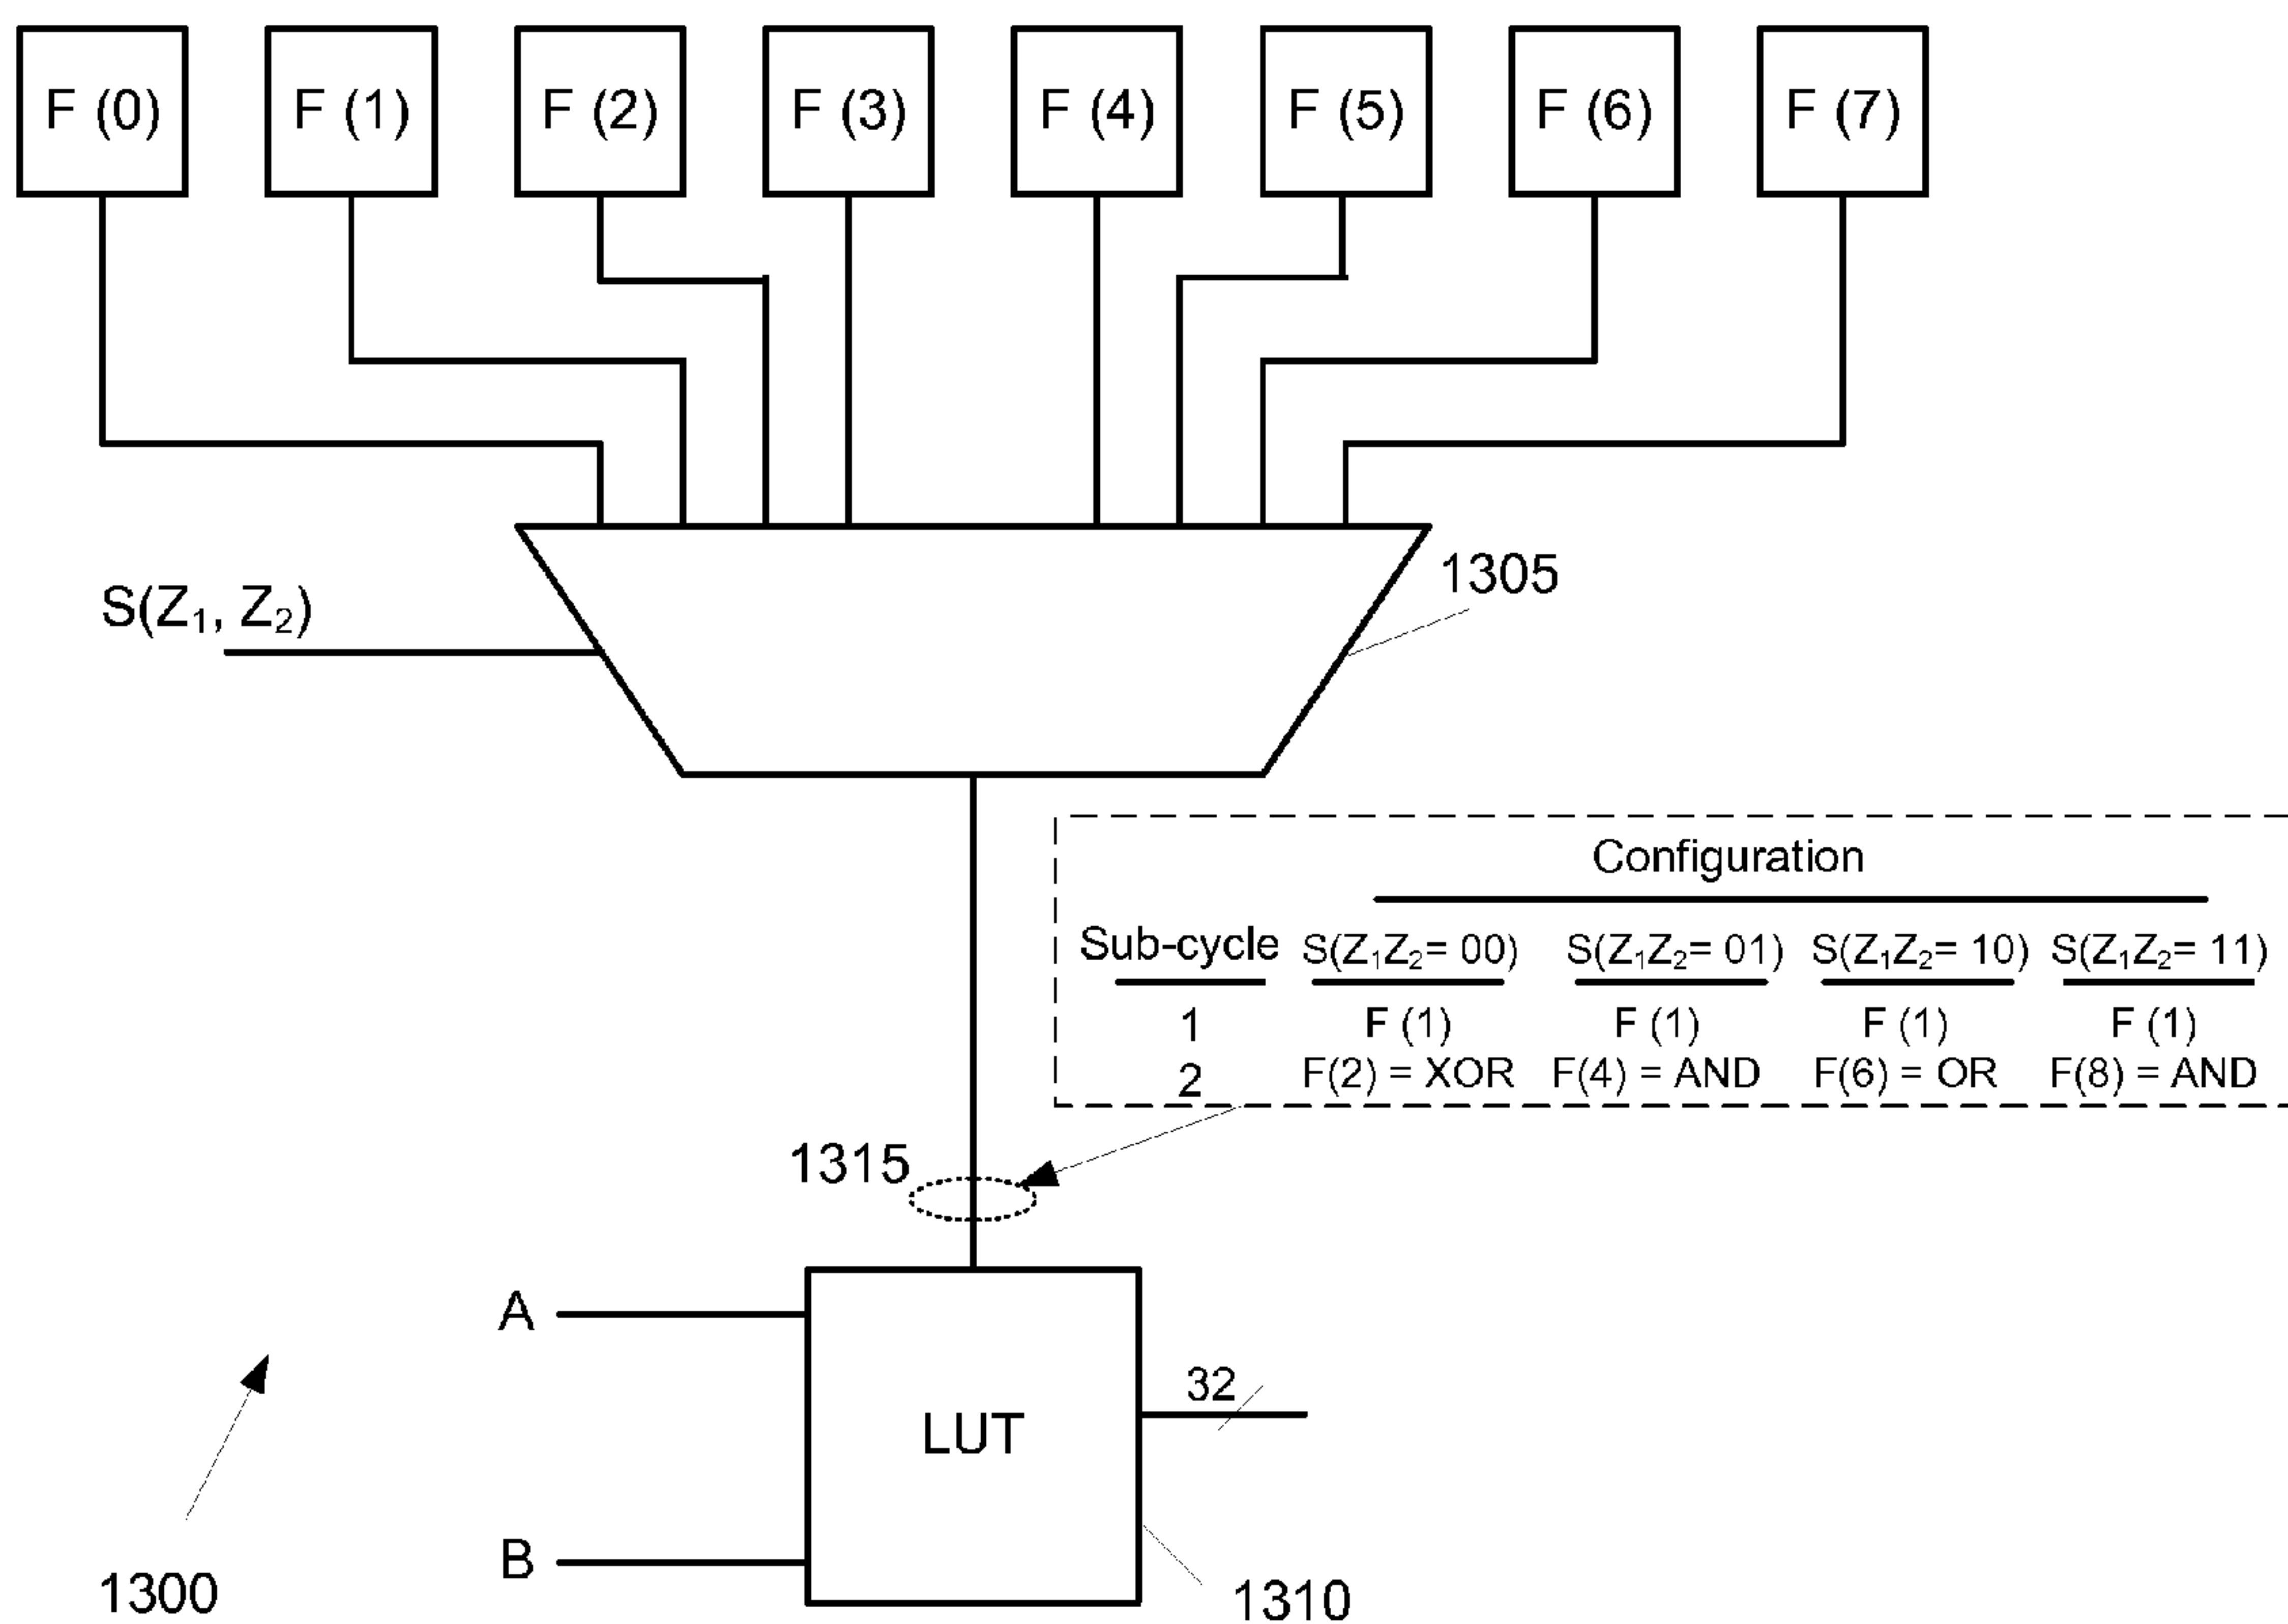 F (0) F (1) F (2) F (3) F (4) F (5) F (6) F (7)
1305
S(Z₁, Z₂)
Configuration
Sub-cycle S(Z₁Z₂= 00) S(Z₁Z₂= 01) S(Z₁Z₂= 10) S(Z₁Z₂= 11)
1 F (1) F (1) F (1) F (1)
2 F(2) = XOR F(4) = AND F(6) = OR F(8) = AND
1315
A
32
LUT
B
1300
1310